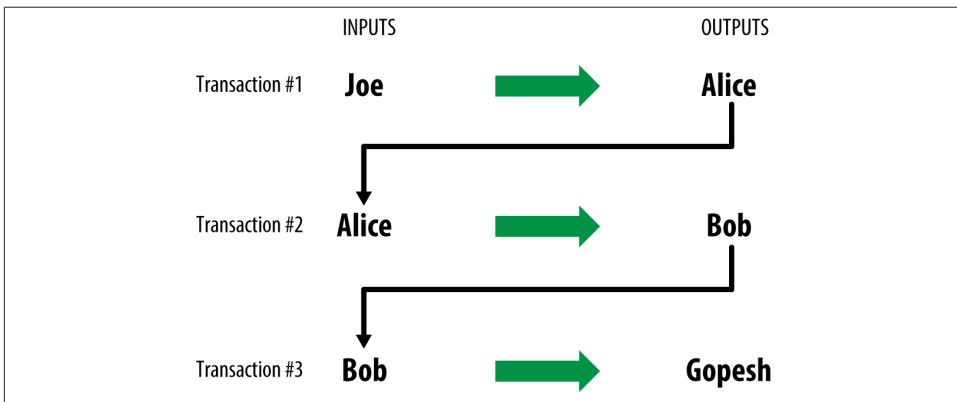 INPUTS OUTPUTS
Transaction #1 Joe Alice
Transaction #2 Alice Bob
Transaction #3 Bob Gopesh